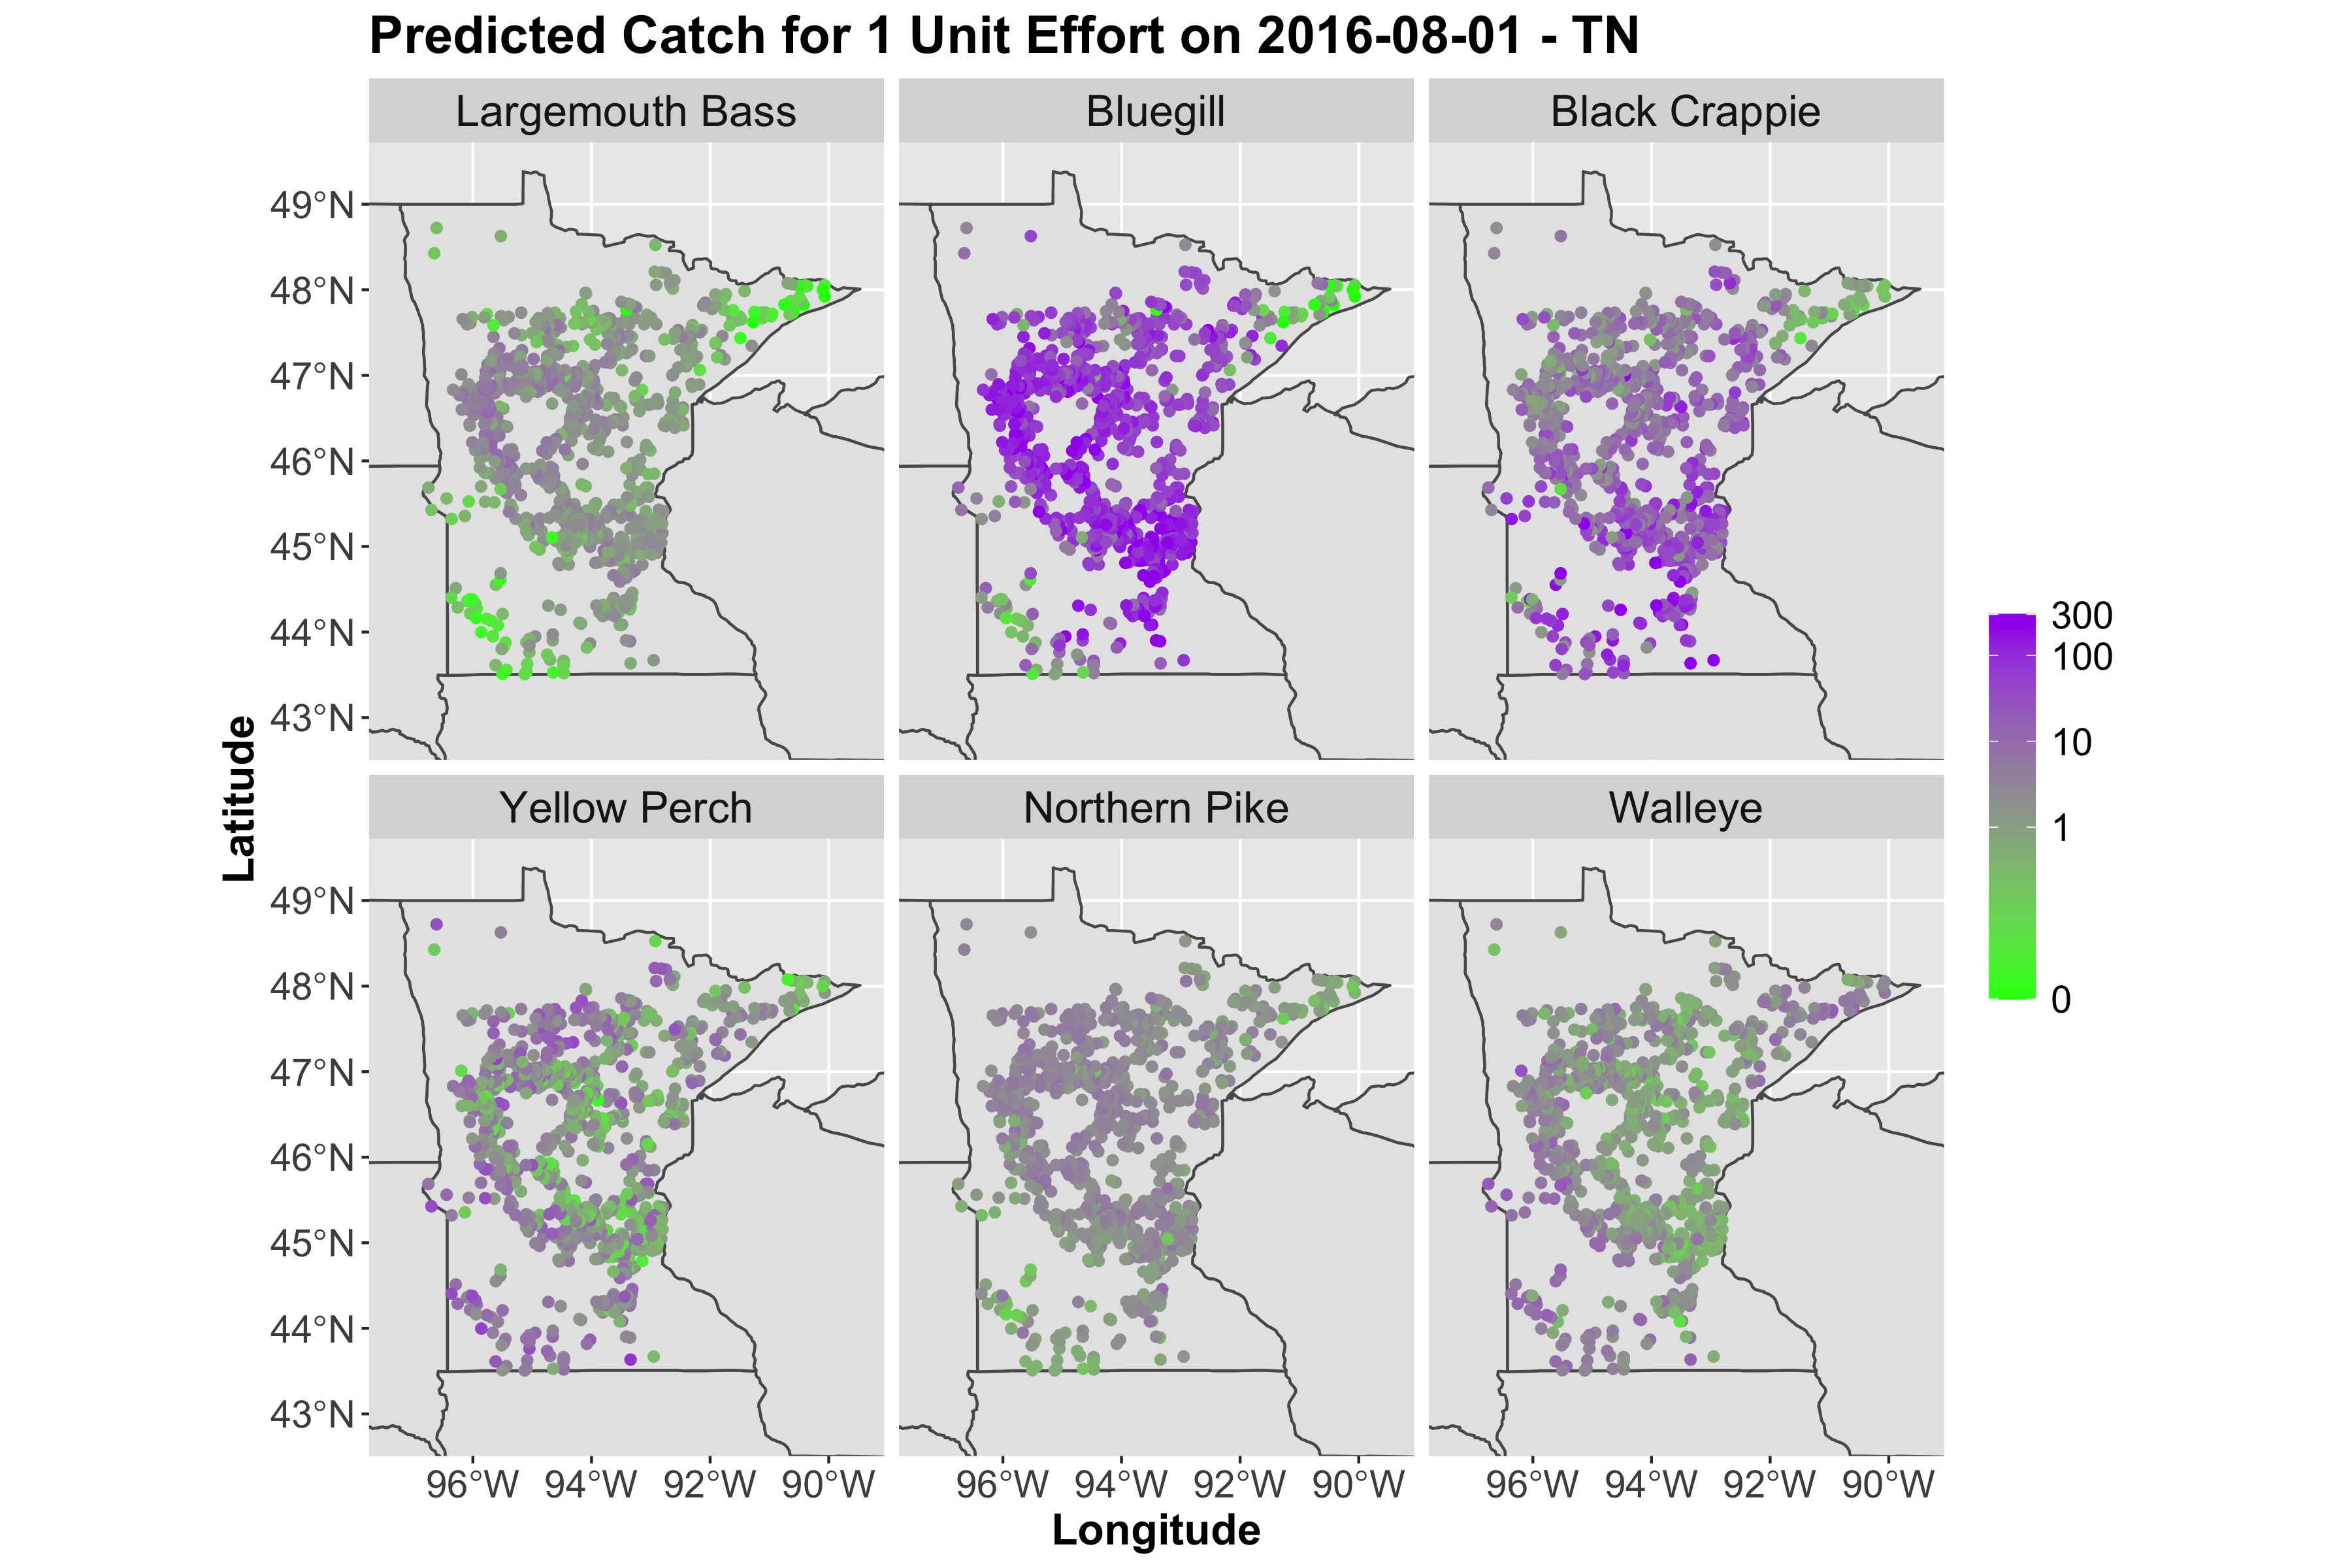 Predicted Catch for 1 Unit Effort on 2016-08-01 - TN
Largemouth Bass
Bluegill
Black Crappie
49°N
48°N
47°N
46°N
45°N
44°N
43°N
Yellow Perch
Northern Pike
Walleye
49°N
48°N
47°N
46°N
45°N
44°N
43°N
96°W
94°W
92°W
90°W
96°W
94°W
92°W
90°W
96°W
94°W
92°W
90°W
Longitude
Latitude
300
100
10
1
0